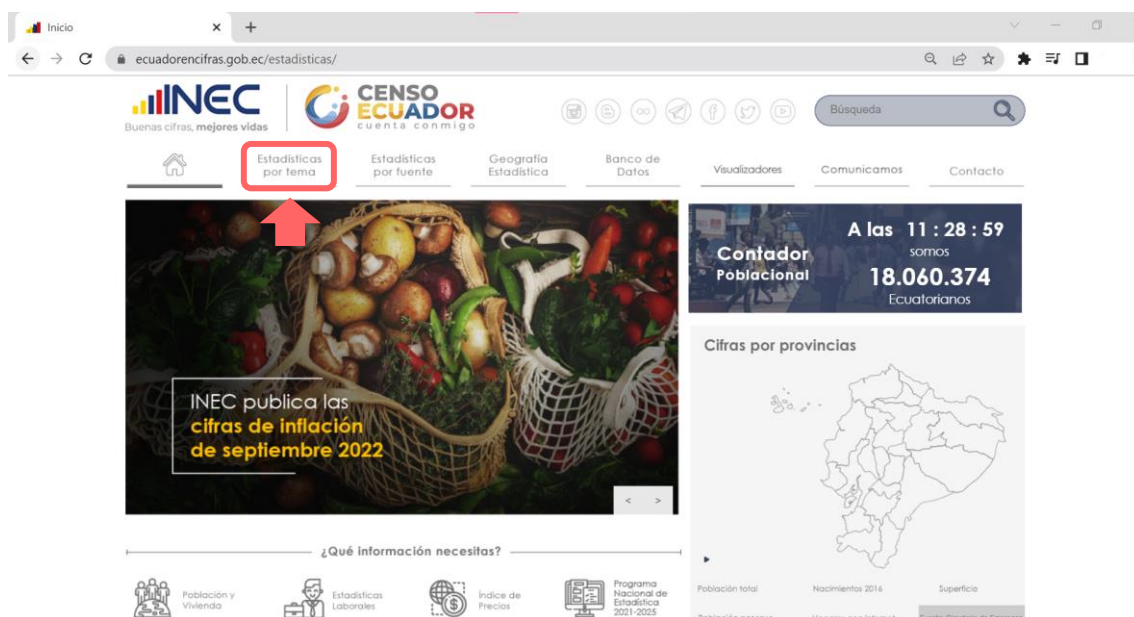 Inicio
ecuadorencifras.gob.ec/estadisticas/
INEC
Buenas cifras, mejores vidas
CENSO
ECUADOR
cuenta conmigo
Búsqueda
Estadísticas
por tema
Estadísticas
por fuente
Geografía
Estadística
Banco de
Datos
Visualizadores
Comunicamos
Contacto
INEC publica las
cifras de inflación
de septiembre 2022
< >
Contador
Poblacional
A las 11 : 28 : 59
somos
18.060.374
Ecuatorianos
Cifras por provincias
¿Qué información necesitas?
Población y
Vivienda
Estadísticas
Laborales
Índice de
Precios
Programa
Nacional de
Estadística
2021-2025
Población total
Nacimientos 2016
Superficie